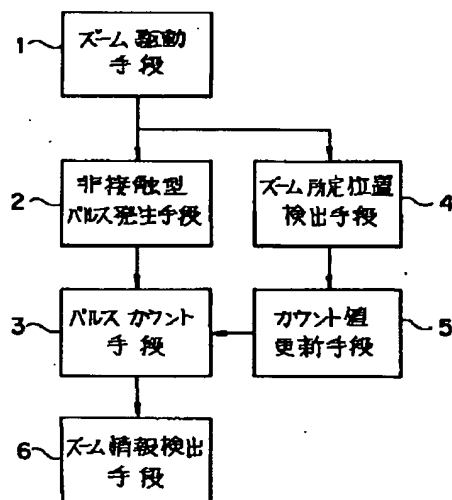 1
ズーム駆動
手段
2
非接触型
パルス発生手段
ズーム所定位置
検出手段
4
3
パルスカウント
手段
カウント値
更新手段
5
6
ズーム情報検出
手段